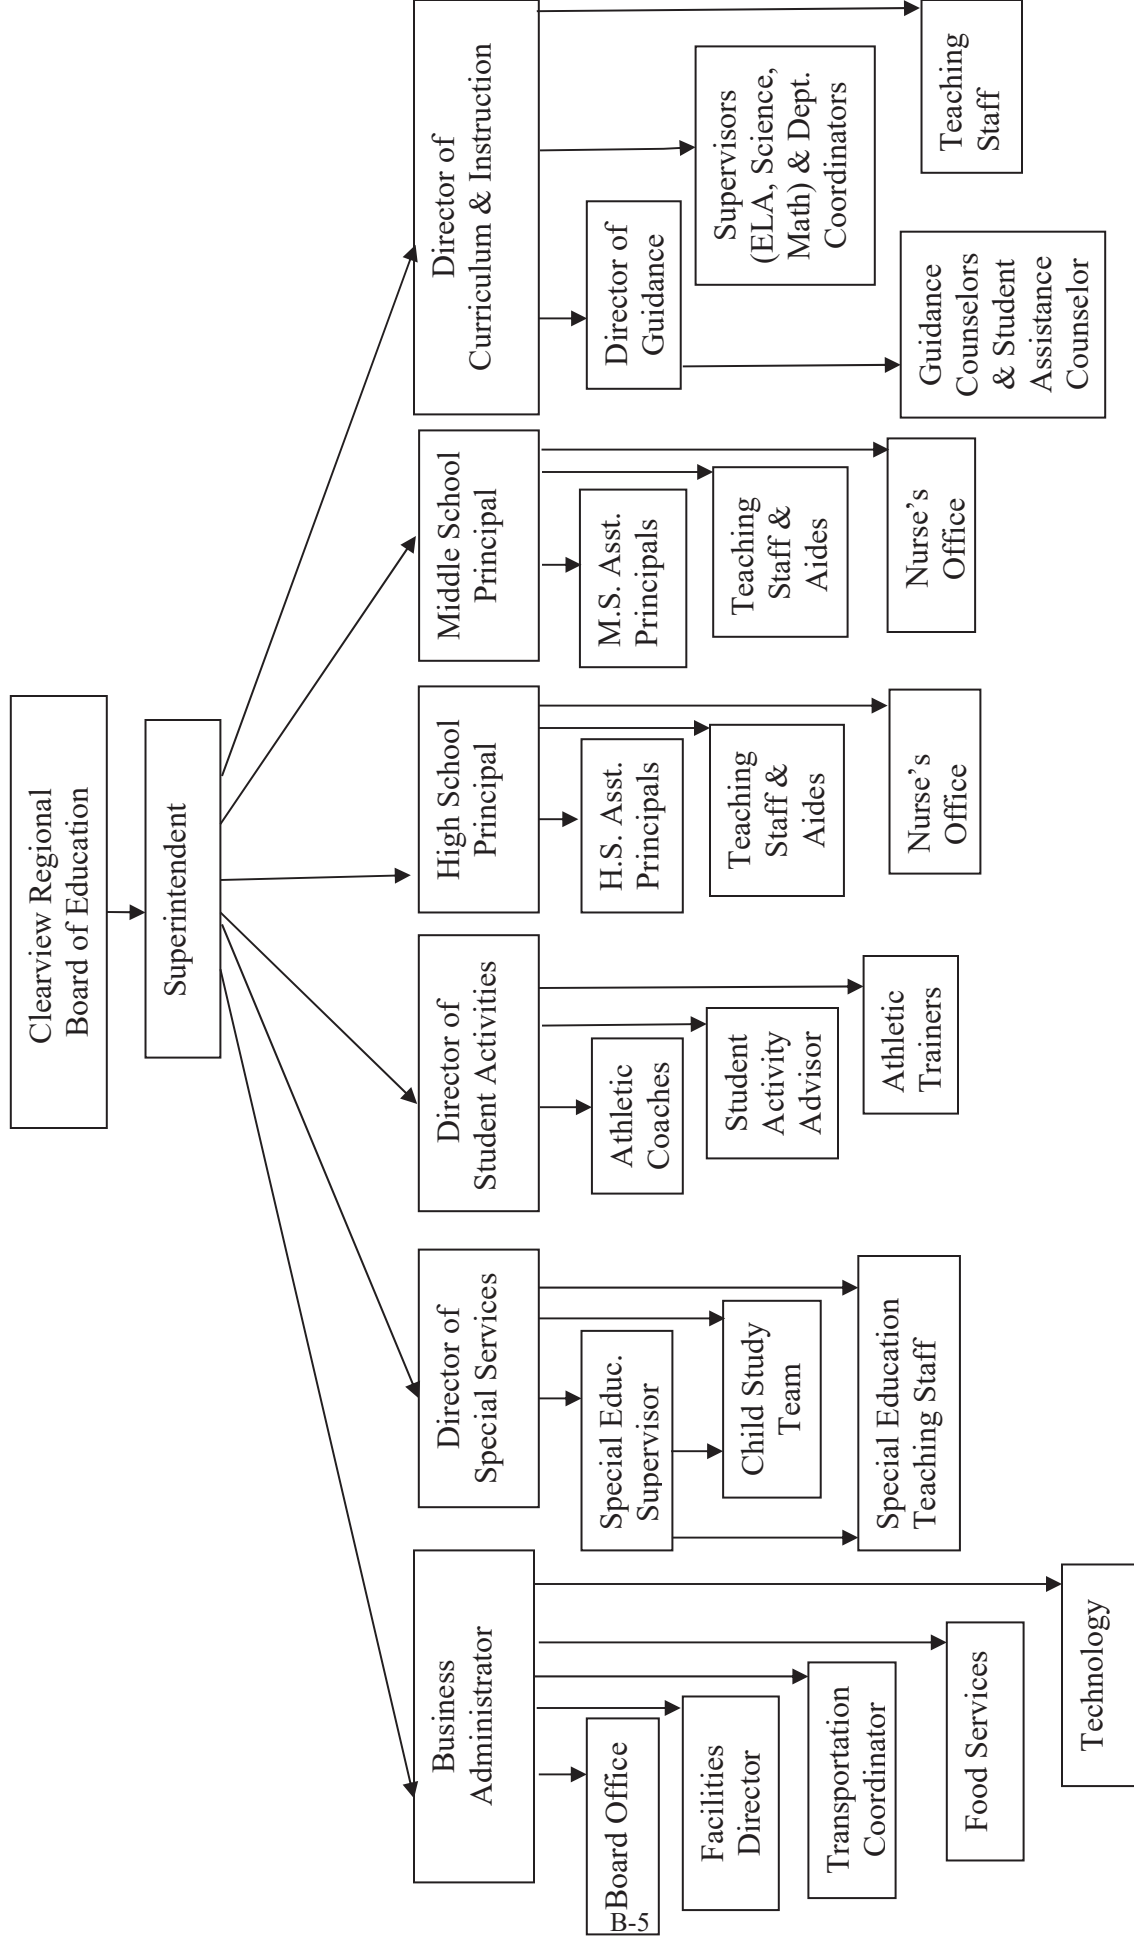 Clearview Regional
Board of Education
Superintendent
Business
Administrator
Board Office
Facilities
Director
Transportation
Coordinator
Food Services
Technology
Director of
Special Services
Special Educ.
Supervisor
Child Study
Team
Special Education
Teaching Staff
Director of
Student Activities
Athletic
Coaches
Student
Activity
Advisor
Athletic
Trainers
High School
Principal
H.S. Asst.
Principals
Teaching
Staff &
Aides
Nurse’s
Office
Middle School
Principal
M.S. Asst.
Principals
Teaching
Staff &
Aides
Nurse’s
Office
Director of
Curriculum & Instruction
Director of
Guidance
Guidance
Counselors
& Student
Assistance
Counselor
Supervisors
(ELA, Science,
Math) & Dept.
Coordinators
Teaching
Staff
B-5